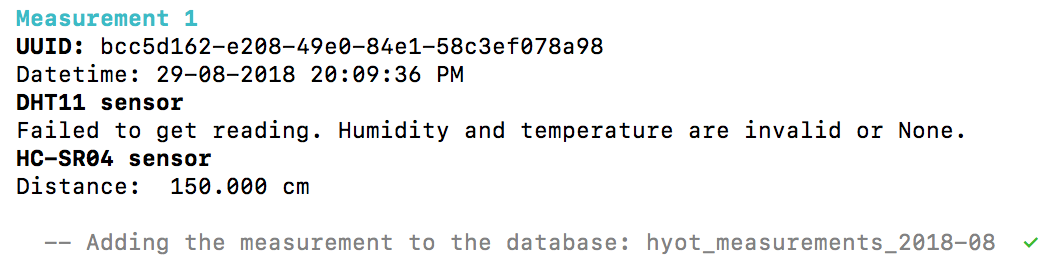 Measurement 1
UUID: bcc5d162-e208-49e0-84e1-58c3ef078a98
Datetime: 29-08-2018 20:09:36 PM
DHT11 sensor
Failed to get reading. Humidity and temperature are invalid or None.
HC-SR04 sensor
Distance:  150.000 cm
-- Adding the measurement to the database: hyot_measurements_2018-08 ✓